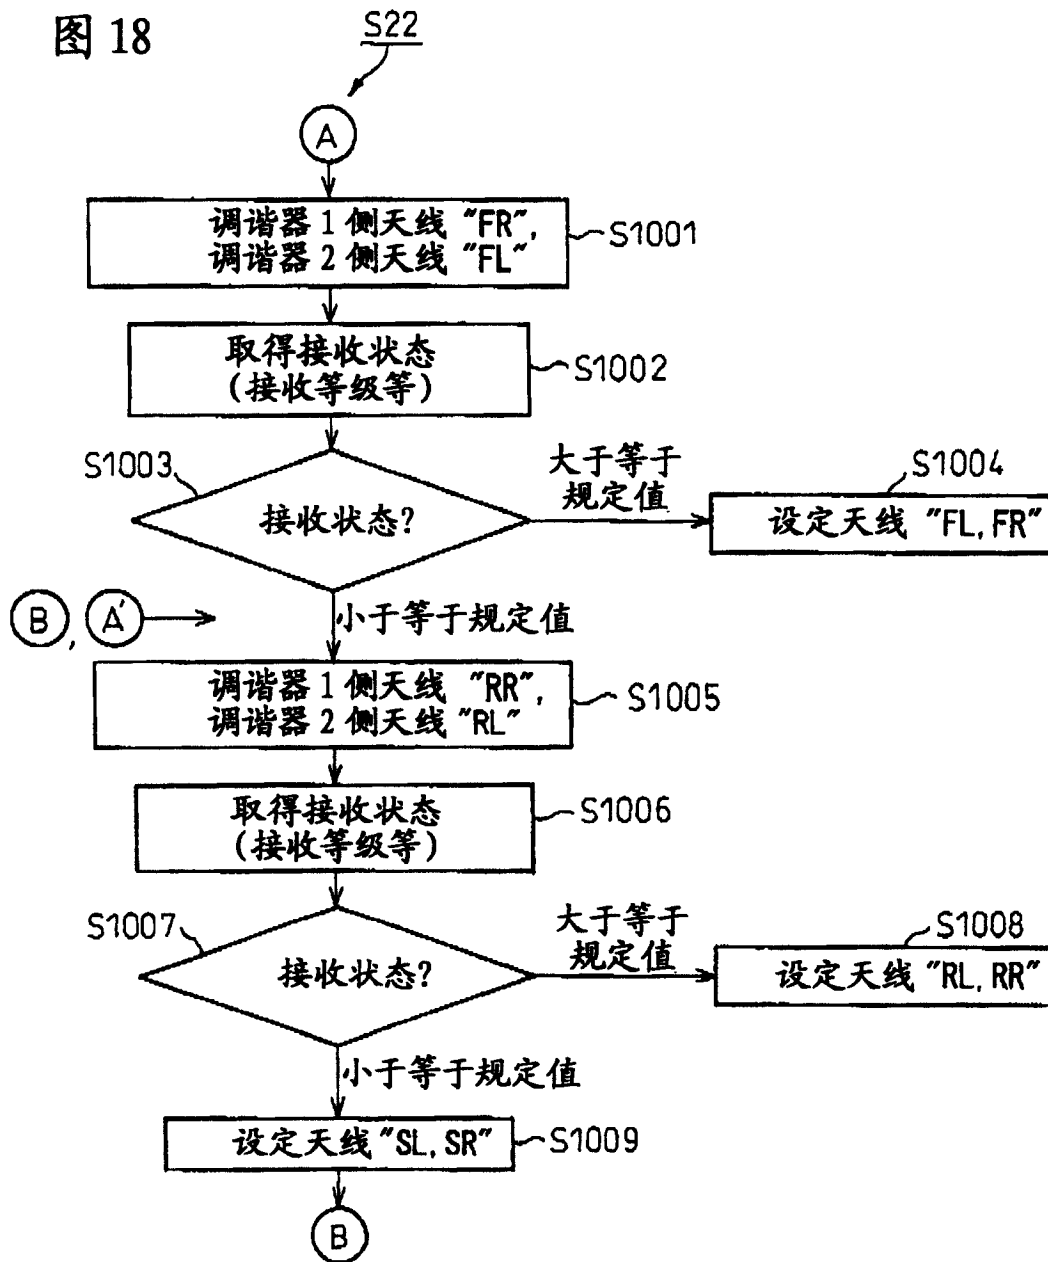 图 18
S22
A
调谐器 1 侧天线 "FR",
调谐器 2 侧天线 "FL"
S1001
取得接收状态
(接收等级等)
S1002
S1003
接收状态?
大于等于
规定值
S1004
设定天线 "FL, FR"
B, A'
小于等于规定值
调谐器 1 侧天线 "RR",
调谐器 2 侧天线 "RL"
S1005
取得接收状态
(接收等级等)
S1006
S1007
接收状态?
大于等于
规定值
S1008
设定天线 "RL, RR"
小于等于规定值
设定天线 "SL, SR"
S1009
B